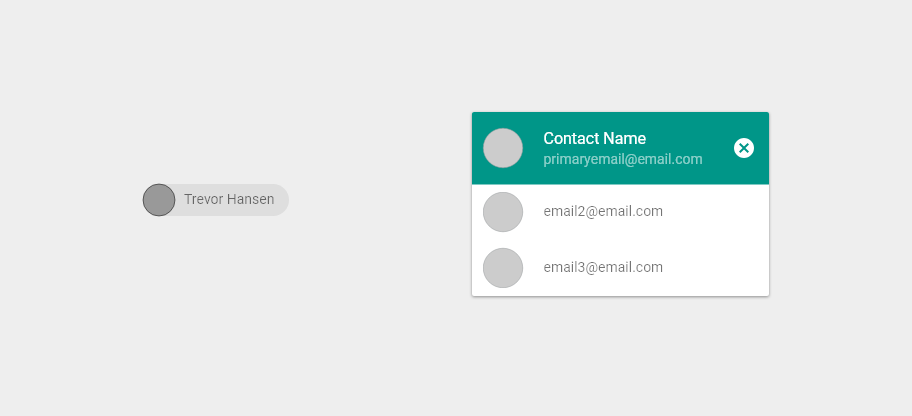 Trevor Hansen
Contact Name
primaryemail@email.com
email2@email.com
email3@email.com